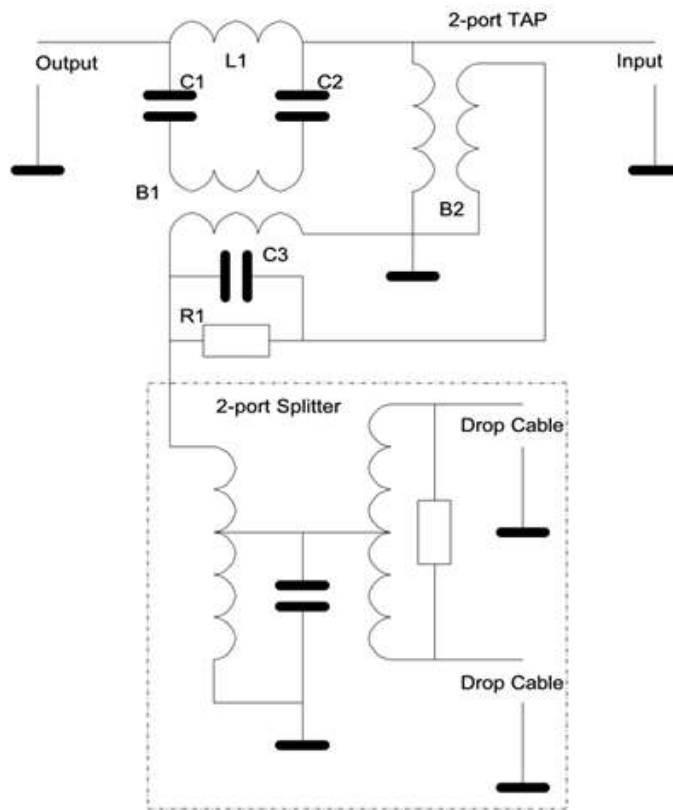 2-port TAP
Output
L1
Input
C1
C2
B1
B2
C3
R1
2-port Splitter
Drop Cable
Drop Cable